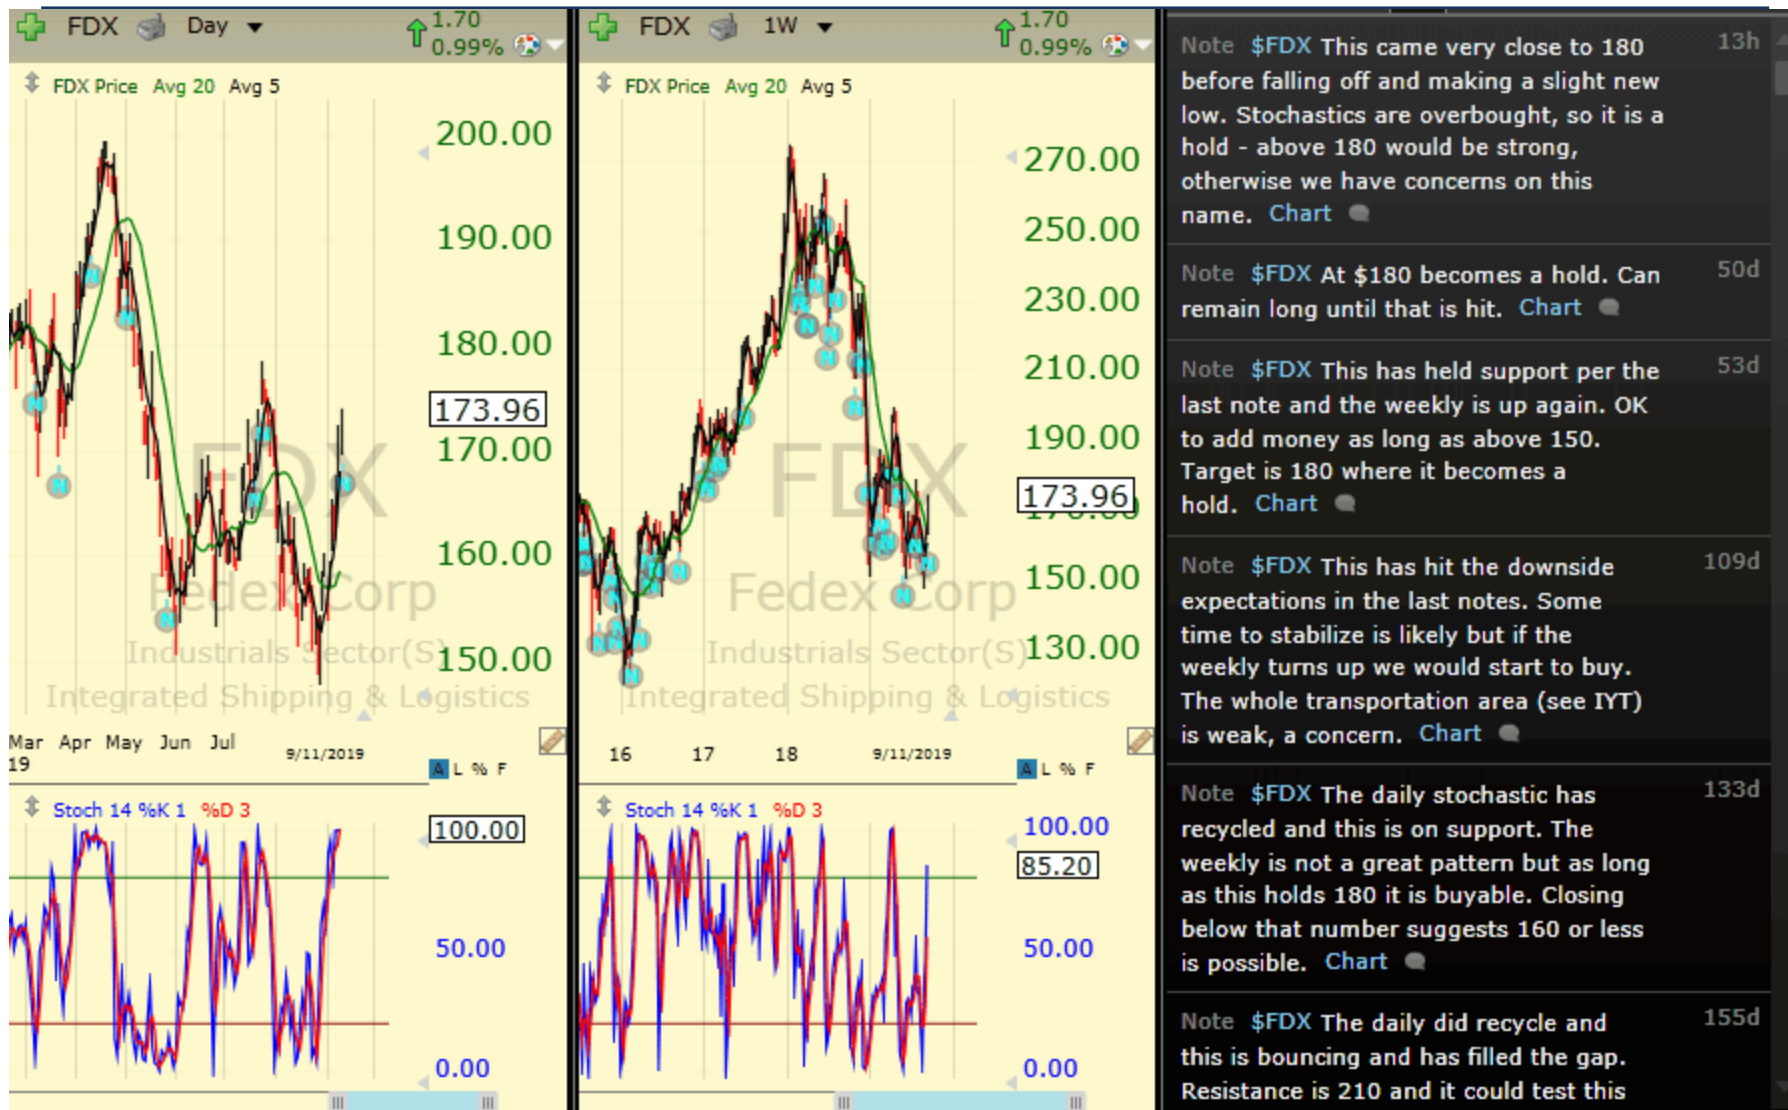 FDX Day
1.70
0.99%
FDX Price Avg 20 Avg 5
200.00
190.00
180.00
173.96
170.00
160.00
150.00
FDX
Fedex Corp
Industrials Sector(S)
Integrated Shipping & Logistics
Mar Apr May Jun Jul 9/11/2019
19
A L % F
Stoch 14 %K 1 %D 3
100.00
50.00
0.00
FDX 1W
1.70
0.99%
FDX Price Avg 20 Avg 5
270.00
250.00
230.00
210.00
190.00
173.96
170.00
150.00
130.00
FDX
Fedex Corp
Industrials Sector(S)
Integrated Shipping & Logistics
16 17 18 9/11/2019
A L % F
Stoch 14 %K 1 %D 3
100.00
85.20
50.00
0.00
Note $FDX This came very close to 180 13h
before falling off and making a slight new
low. Stochastics are overbought, so it is a
hold - above 180 would be strong,
otherwise we have concerns on this
name. Chart
Note $FDX At $180 becomes a hold. Can 50d
remain long until that is hit. Chart
Note $FDX This has held support per the 53d
last note and the weekly is up again. OK
to add money as long as above 150.
Target is 180 where it becomes a
hold. Chart
Note $FDX This has hit the downside 109d
expectations in the last notes. Some
time to stabilize is likely but if the
weekly turns up we would start to buy.
The whole transportation area (see IYT)
is weak, a concern. Chart
Note $FDX The daily stochastic has 133d
recycled and this is on support. The
weekly is not a great pattern but as long
as this holds 180 it is buyable. Closing
below that number suggests 160 or less
is possible. Chart
Note $FDX The daily did recycle and 155d
this is bouncing and has filled the gap.
Resistance is 210 and it could test this